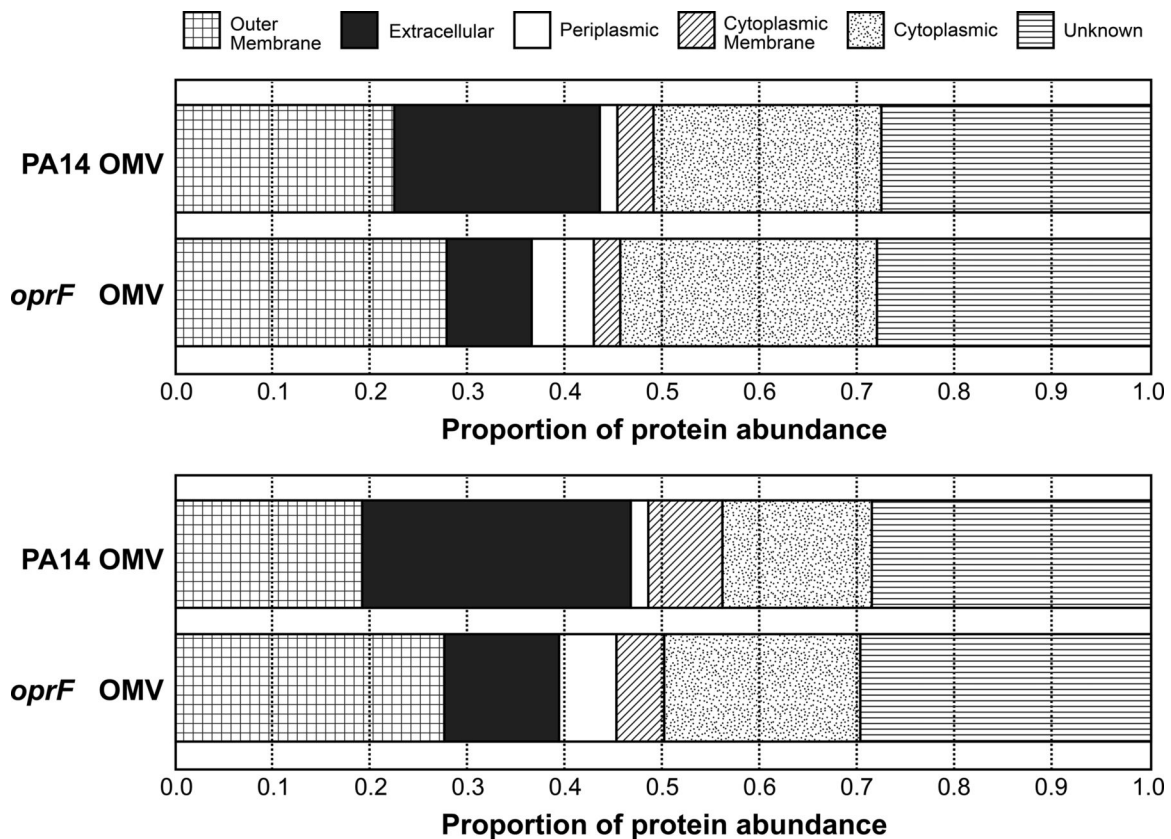 Outer
Membrane
Extracellular
Periplasmic
Cytoplasmic
Membrane
Cytoplasmic
Unknown
PA14 OMV
oprF OMV
0.0 0.1 0.2 0.3 0.4 0.5 0.6 0.7 0.8 0.9 1.0
Proportion of protein abundance
PA14 OMV
oprF OMV
0.0 0.1 0.2 0.3 0.4 0.5 0.6 0.7 0.8 0.9 1.0
Proportion of protein abundance